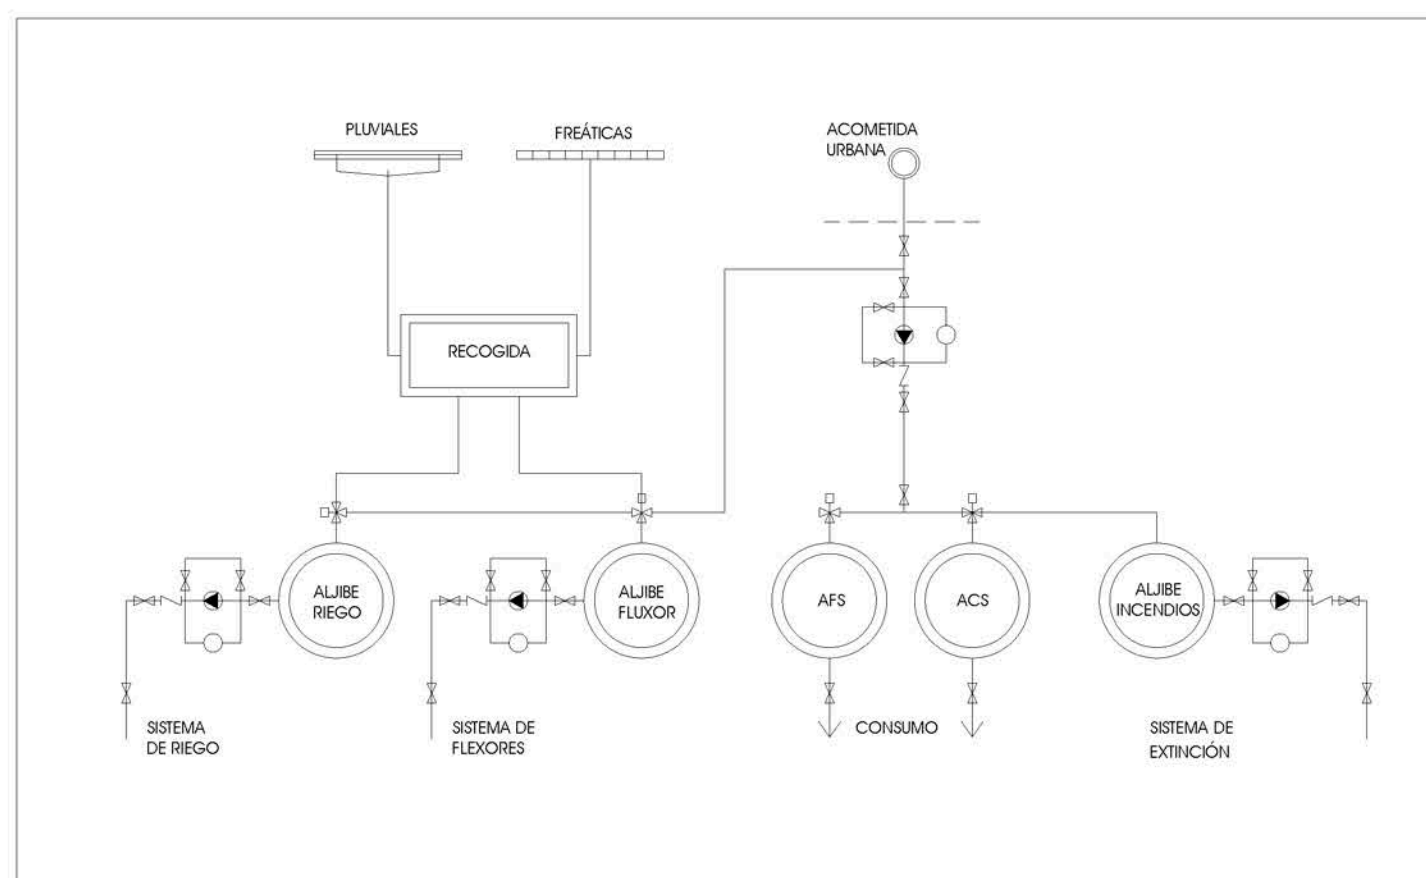 PLUVIALES
FREÁTICAS
ACOMETIDA
URBANA
RECOGIDA
ALJIBE
RIEGO
ALJIBE
FLUXOR
AFS
ACS
ALJIBE
INCENDIOS
SISTEMA
DE RIEGO
SISTEMA DE
FLEXORES
CONSUMO
SISTEMA DE
EXTINCIÓN